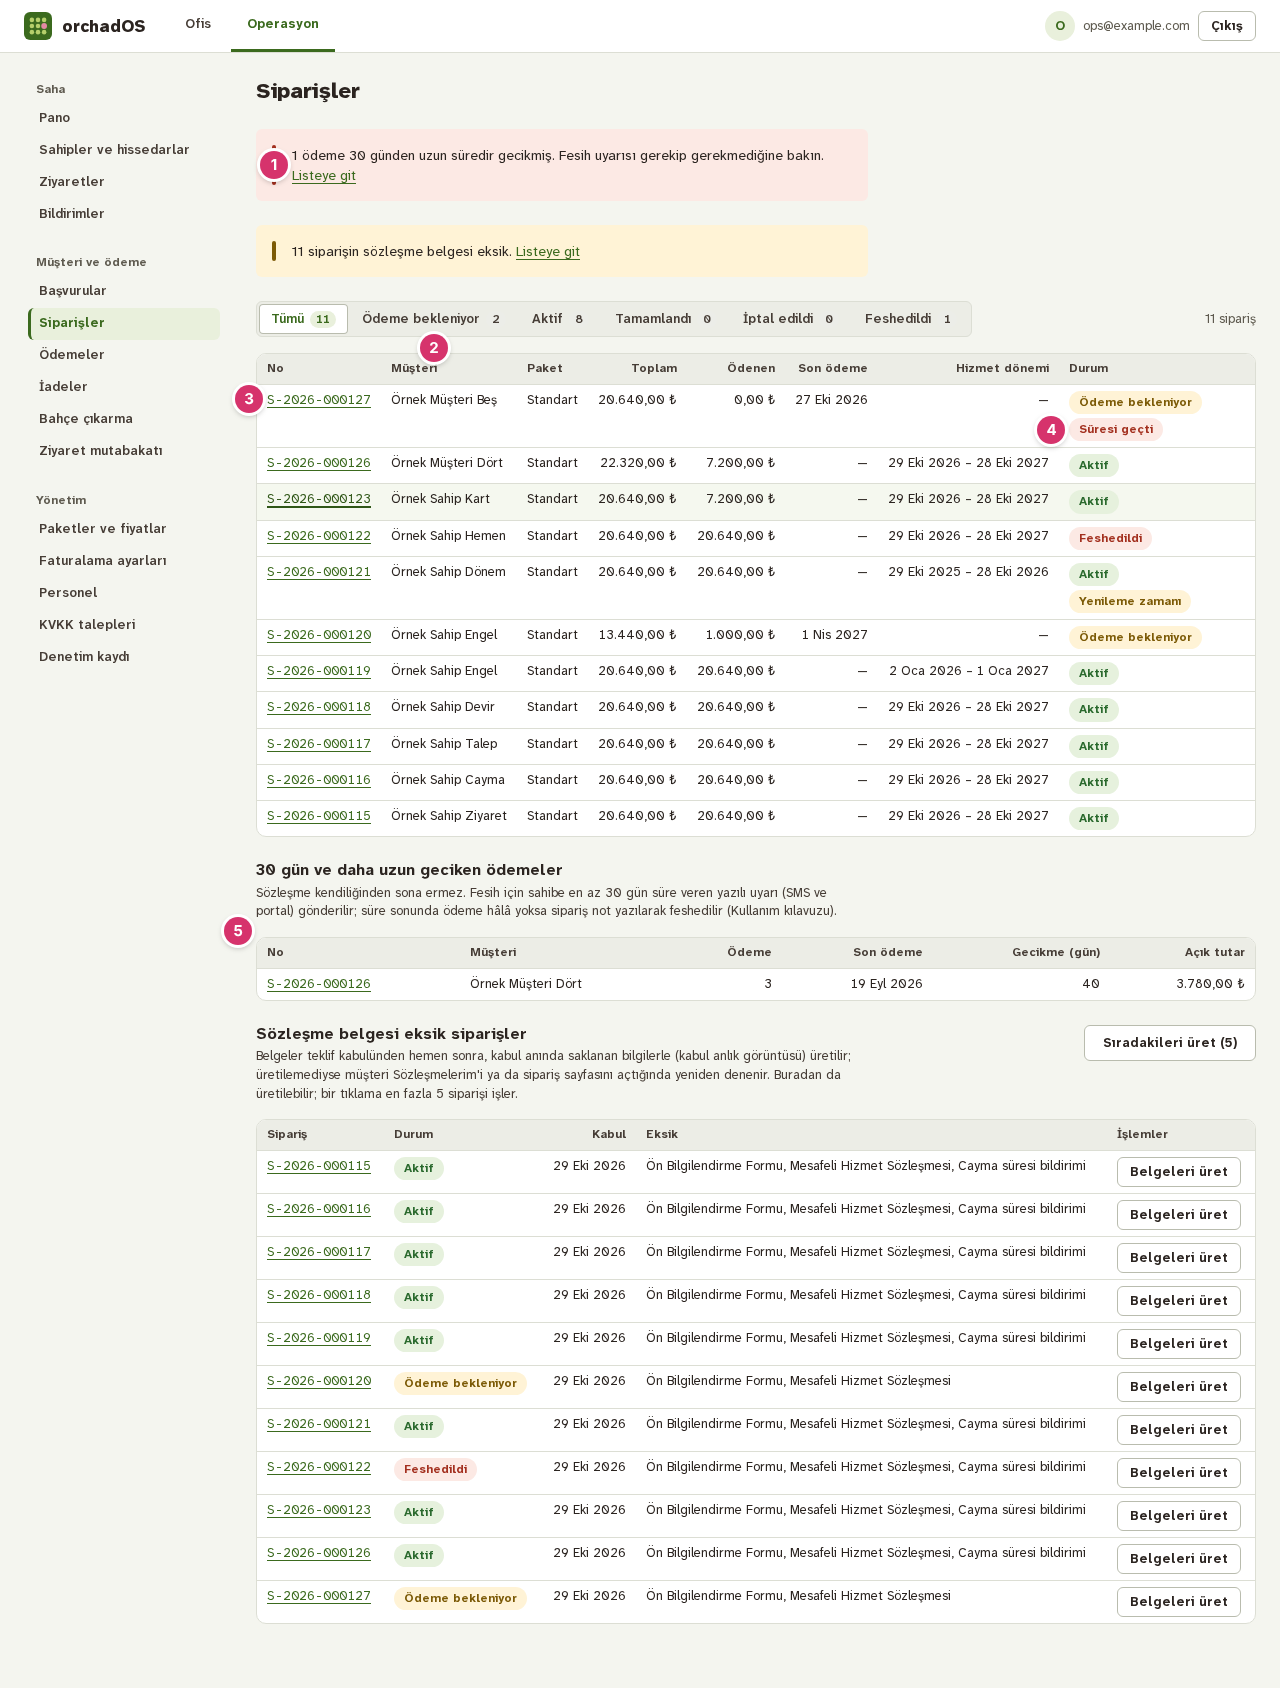 orchadOS
Ofis
Operasyon
O
ops@example.com
Çıkış
Saha
Pano
Sahipler ve hissedarlar
Ziyaretler
Bildirimler
Müşteri ve ödeme
Başvurular
Siparişler
Ödemeler
İadeler
Bahçe çıkarma
Ziyaret mutabakatı
Yönetim
Paketler ve fiyatlar
Faturalama ayarları
Personel
KVKK talepleri
Denetim kaydı
Siparişler
1
1 ödeme 30 günden uzun süredir gecikmiş. Fesih uyarısı gerekip gerekmediğine bakın.
Listeye git
11 siparişin sözleşme belgesi eksik. Listeye git
Tümü 11 Ödeme bekleniyor 2 Aktif 8 Tamamlandı 0 İptal edildi 0 Feshedildi 1
11 sipariş
2
No Müşteri Paket Toplam Ödenen Son ödeme Hizmet dönemi Durum
3
S-2026-000127 Örnek Müşteri Beş Standart 20.640,00 ₺ 0,00 ₺ 27 Eki 2026 — Ödeme bekleniyor
4
Süresi geçti
S-2026-000126 Örnek Müşteri Dört Standart 22.320,00 ₺ 7.200,00 ₺ — 29 Eki 2026 – 28 Eki 2027 Aktif
S-2026-000123 Örnek Sahip Kart Standart 20.640,00 ₺ 7.200,00 ₺ — 29 Eki 2026 – 28 Eki 2027 Aktif
S-2026-000122 Örnek Sahip Hemen Standart 20.640,00 ₺ 20.640,00 ₺ — 29 Eki 2026 – 28 Eki 2027 Feshedildi
S-2026-000121 Örnek Sahip Dönem Standart 20.640,00 ₺ 20.640,00 ₺ — 29 Eki 2025 – 28 Eki 2026 Aktif
Yenileme zamanı
S-2026-000120 Örnek Sahip Engel Standart 13.440,00 ₺ 1.000,00 ₺ 1 Nis 2027 — Ödeme bekleniyor
S-2026-000119 Örnek Sahip Engel Standart 20.640,00 ₺ 20.640,00 ₺ — 2 Oca 2026 – 1 Oca 2027 Aktif
S-2026-000118 Örnek Sahip Devir Standart 20.640,00 ₺ 20.640,00 ₺ — 29 Eki 2026 – 28 Eki 2027 Aktif
S-2026-000117 Örnek Sahip Talep Standart 20.640,00 ₺ 20.640,00 ₺ — 29 Eki 2026 – 28 Eki 2027 Aktif
S-2026-000116 Örnek Sahip Cayma Standart 20.640,00 ₺ 20.640,00 ₺ — 29 Eki 2026 – 28 Eki 2027 Aktif
S-2026-000115 Örnek Sahip Ziyaret Standart 20.640,00 ₺ 20.640,00 ₺ — 29 Eki 2026 – 28 Eki 2027 Aktif
30 gün ve daha uzun geciken ödemeler
Sözleşme kendiliğinden sona ermez. Fesih için sahibe en az 30 gün süre veren yazılı uyarı (SMS ve
portal) gönderilir; süre sonunda ödeme hâlâ yoksa sipariş not yazılarak feshedilir (Kullanım kılavuzu).
5
No Müşteri Ödeme Son ödeme Gecikme (gün) Açık tutar
S-2026-000126 Örnek Müşteri Dört 3 19 Eyl 2026 40 3.780,00 ₺
Sözleşme belgesi eksik siparişler
Sıradakileri üret (5)
Belgeler teklif kabulünden hemen sonra, kabul anında saklanan bilgilerle (kabul anlık görüntüsü) üretilir;
üretilemediyse müşteri Sözleşmelerim'i ya da sipariş sayfasını açtığında yeniden denenir. Buradan da
üretilebilir; bir tıklama en fazla 5 siparişi işler.
Sipariş Durum Kabul Eksik İşlemler
S-2026-000115 Aktif 29 Eki 2026 Ön Bilgilendirme Formu, Mesafeli Hizmet Sözleşmesi, Cayma süresi bildirimi Belgeleri üret
S-2026-000116 Aktif 29 Eki 2026 Ön Bilgilendirme Formu, Mesafeli Hizmet Sözleşmesi, Cayma süresi bildirimi Belgeleri üret
S-2026-000117 Aktif 29 Eki 2026 Ön Bilgilendirme Formu, Mesafeli Hizmet Sözleşmesi, Cayma süresi bildirimi Belgeleri üret
S-2026-000118 Aktif 29 Eki 2026 Ön Bilgilendirme Formu, Mesafeli Hizmet Sözleşmesi, Cayma süresi bildirimi Belgeleri üret
S-2026-000119 Aktif 29 Eki 2026 Ön Bilgilendirme Formu, Mesafeli Hizmet Sözleşmesi, Cayma süresi bildirimi Belgeleri üret
S-2026-000120 Ödeme bekleniyor 29 Eki 2026 Ön Bilgilendirme Formu, Mesafeli Hizmet Sözleşmesi Belgeleri üret
S-2026-000121 Aktif 29 Eki 2026 Ön Bilgilendirme Formu, Mesafeli Hizmet Sözleşmesi, Cayma süresi bildirimi Belgeleri üret
S-2026-000122 Feshedildi 29 Eki 2026 Ön Bilgilendirme Formu, Mesafeli Hizmet Sözleşmesi, Cayma süresi bildirimi Belgeleri üret
S-2026-000123 Aktif 29 Eki 2026 Ön Bilgilendirme Formu, Mesafeli Hizmet Sözleşmesi, Cayma süresi bildirimi Belgeleri üret
S-2026-000126 Aktif 29 Eki 2026 Ön Bilgilendirme Formu, Mesafeli Hizmet Sözleşmesi, Cayma süresi bildirimi Belgeleri üret
S-2026-000127 Ödeme bekleniyor 29 Eki 2026 Ön Bilgilendirme Formu, Mesafeli Hizmet Sözleşmesi Belgeleri üret